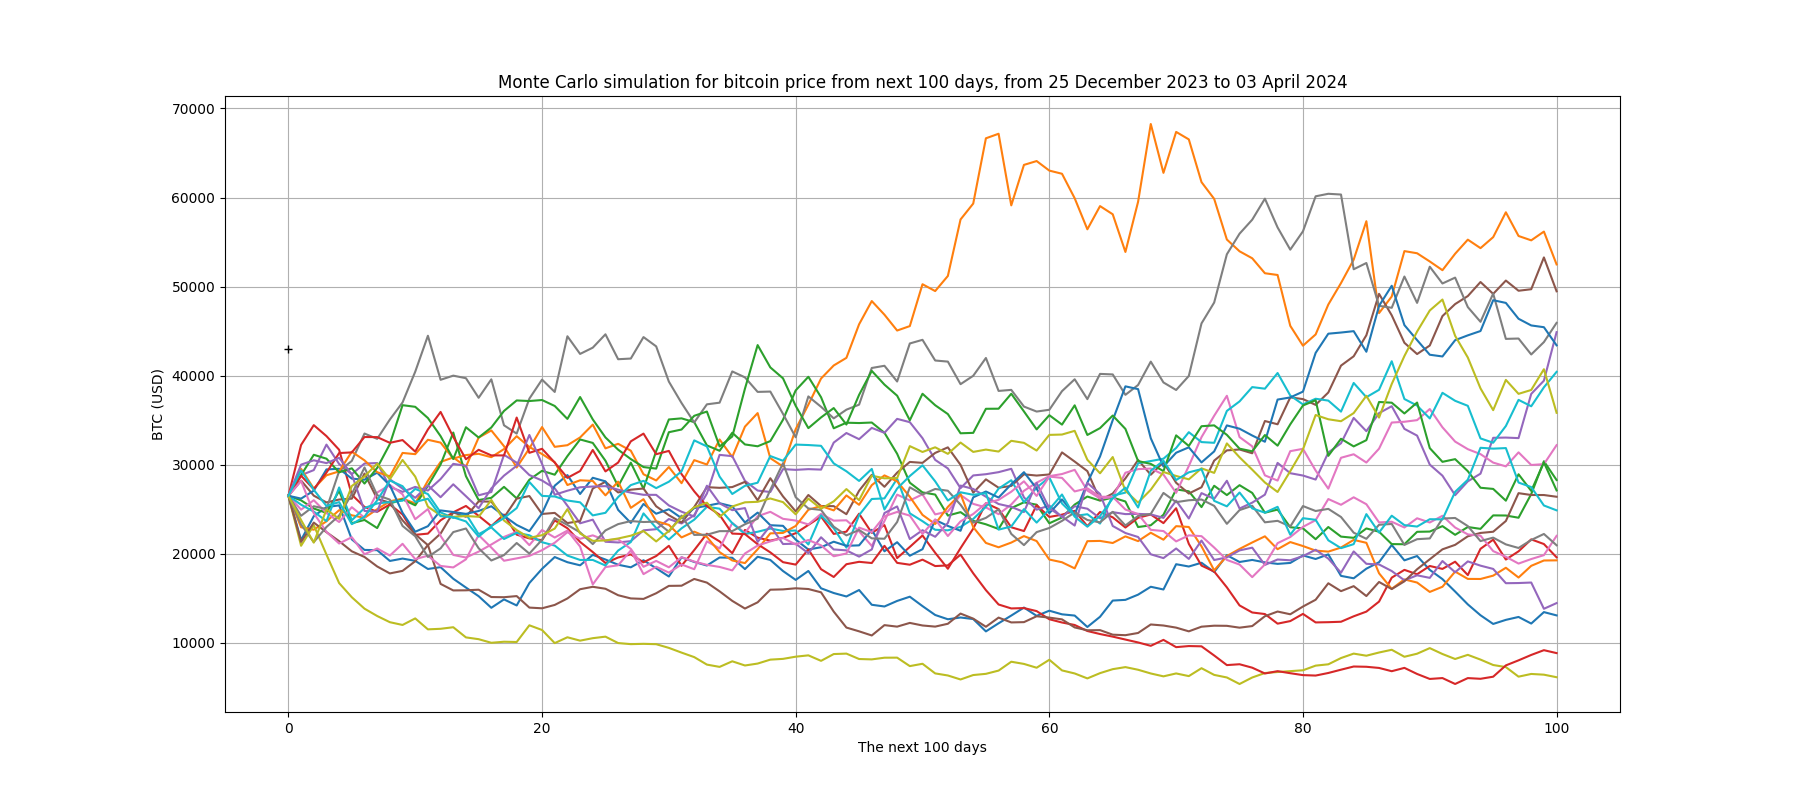 Monte Carlo simulation for bitcoin price from next 100 days, from 25 December 2023 to 03 April 2024
70000
60000
50000
40000
30000
20000
10000
BTC (USD)
0 20 40 60 80 100
The next 100 days